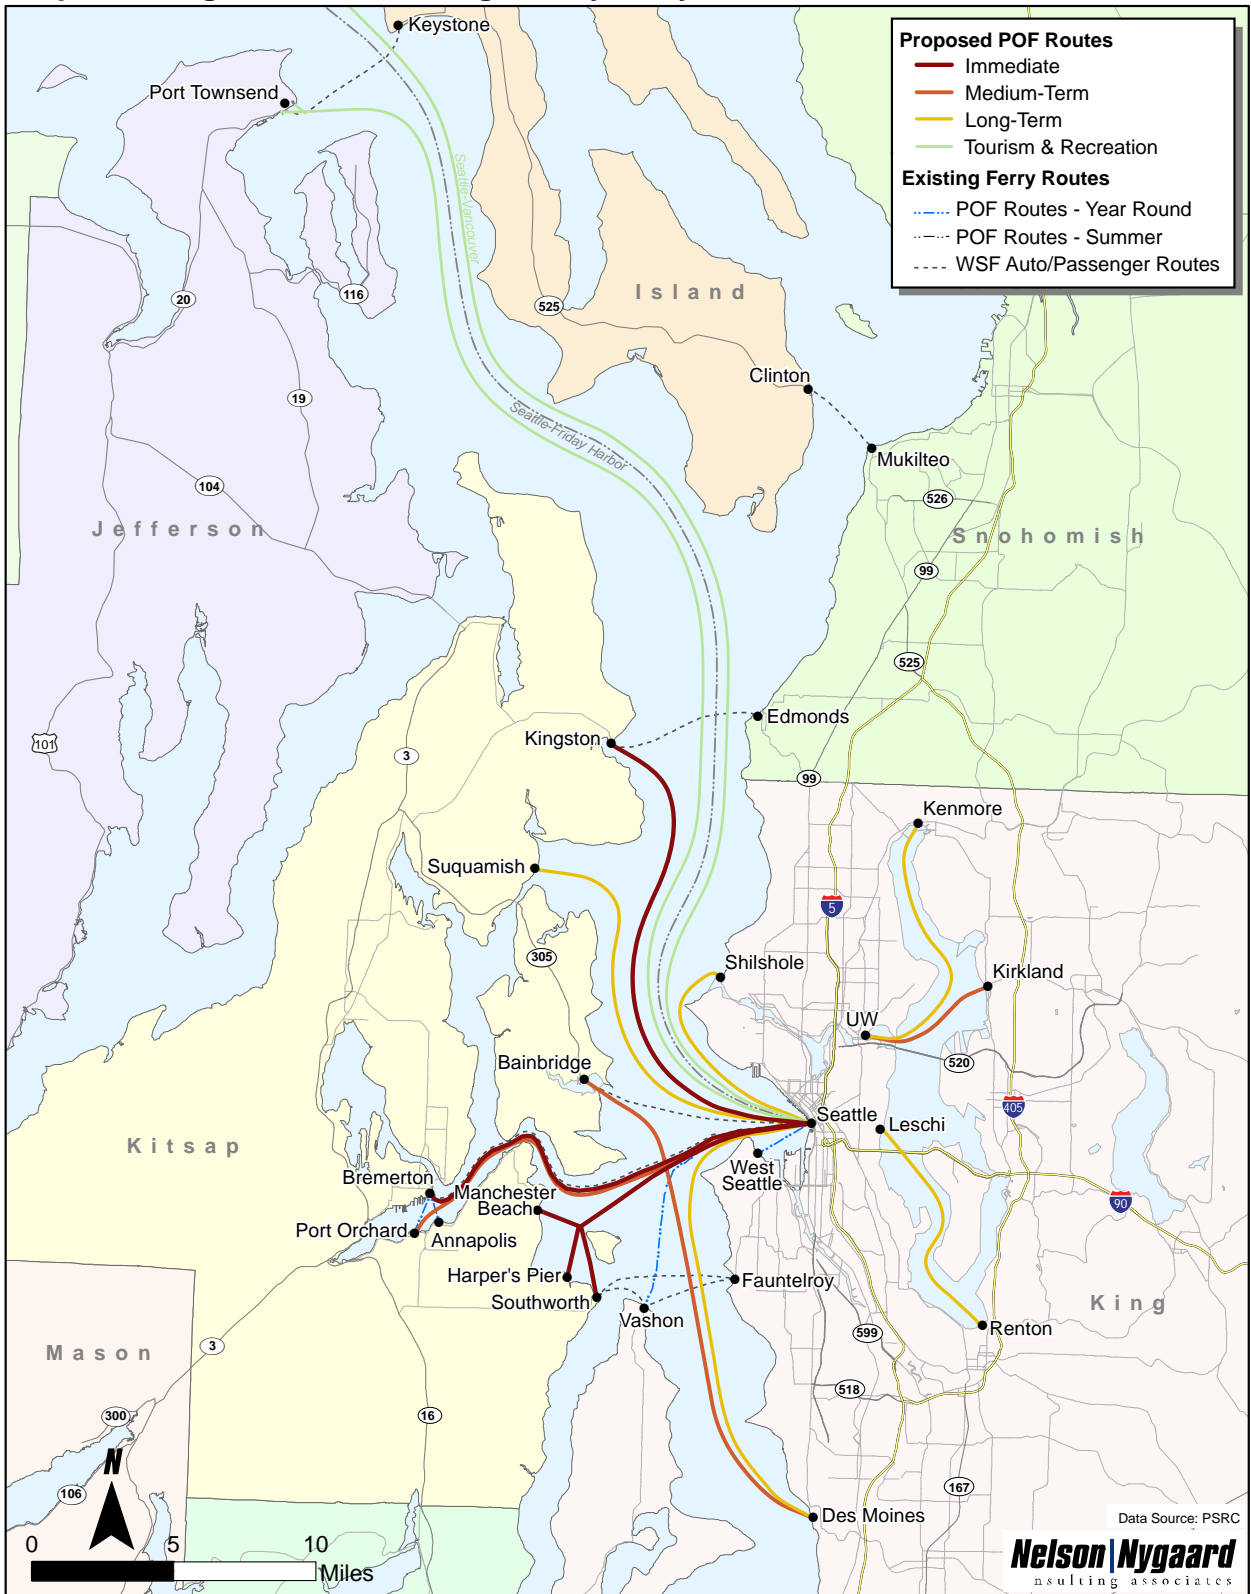 Keystone
Port Townsend
Proposed POF Routes
Immediate
Medium-Term
Long-Term
Tourism & Recreation
Existing Ferry Routes
POF Routes - Year Round
POF Routes - Summer
WSF Auto/Passenger Routes
Seattle-Vancouver
20
116
525
Island
Clinton
19
Seattle-Friday Harbor
Mukilteo
104
526
Jefferson
Snohomish
99
525
Edmonds
Kingston
101
3
99
Kenmore
Suquamish
5
305
Shilshole
Kirkland
UW
520
Bainbridge
405
Seattle
Leschi
Kitsap
West
Seattle
Bremerton
Manchester
Beach
90
Port Orchard
Annapolis
Harper's Pier
Fauntelroy
Southworth
Vashon
King
Renton
599
Mason
3
518
300
16
N
106
167
Des Moines
Data Source: PSRC
0 5 10
Miles
Nelson|Nygaard
nsulting associates